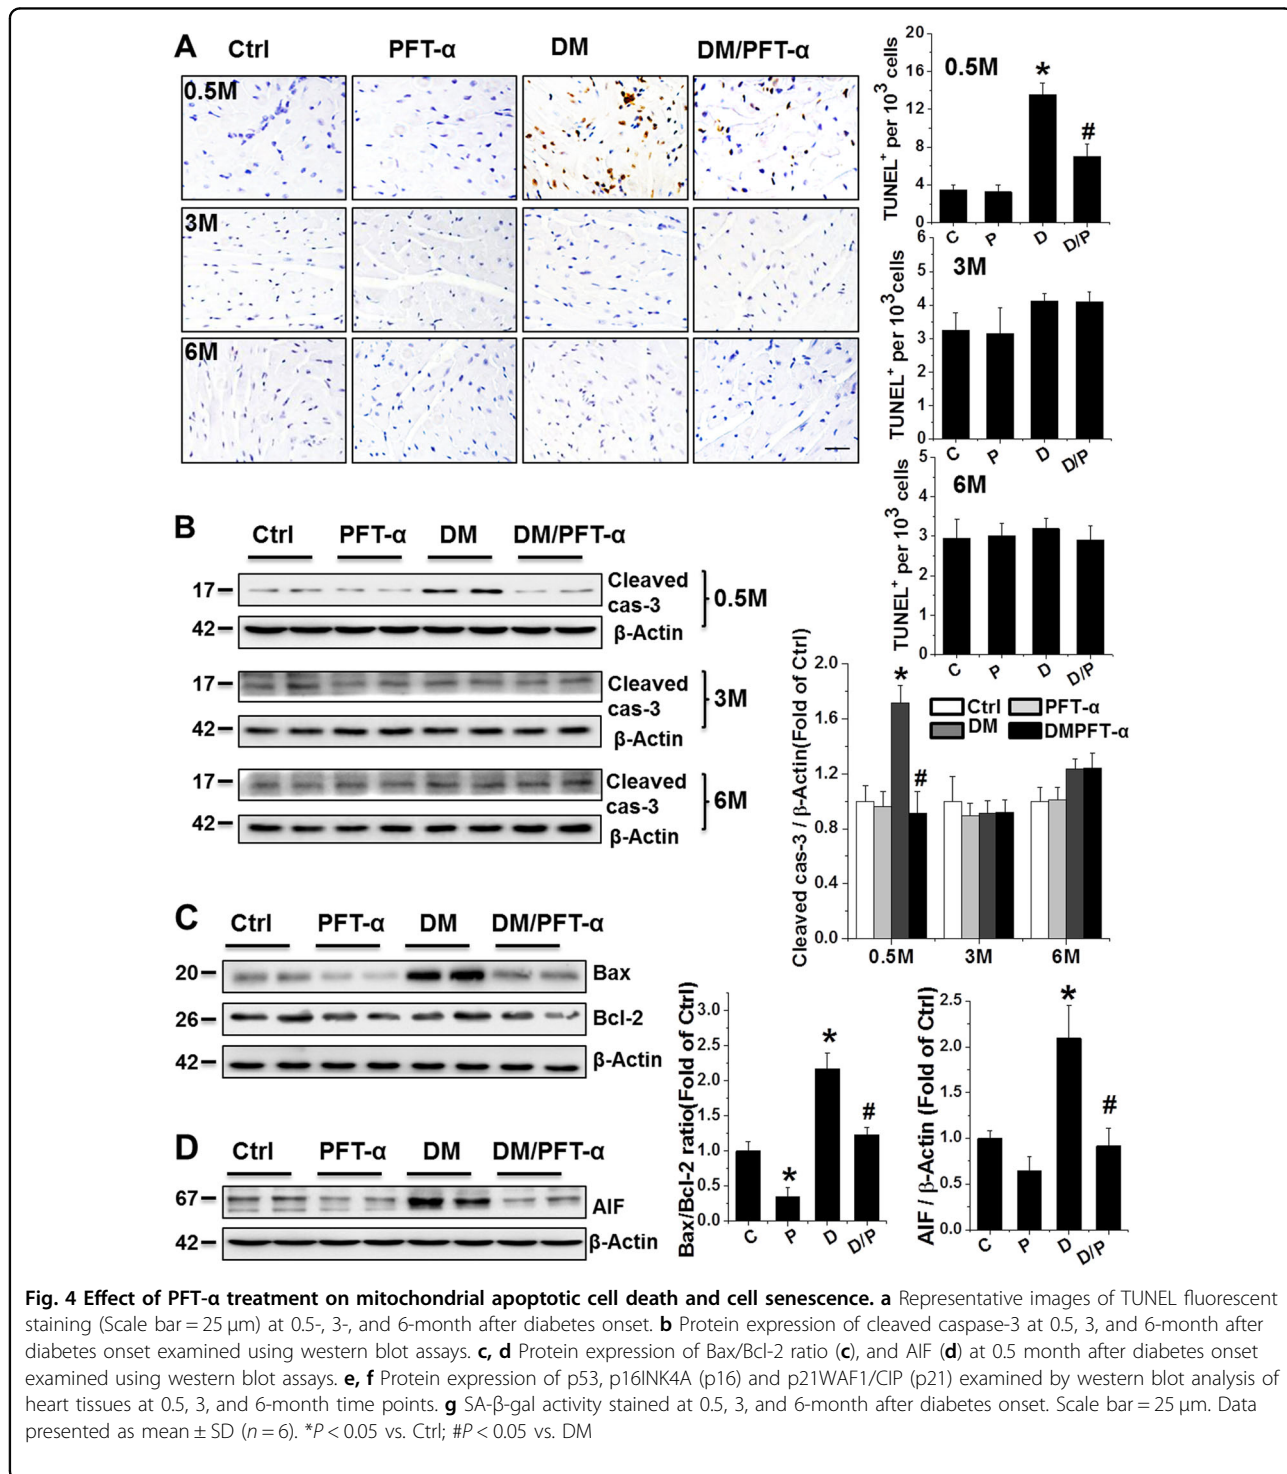 A
Ctrl
PFT-α
DM
DM/PFT-α
0.5M
3M
6M
20
16
12
8
4
0
TUNEL⁺ per 10³ cells
0.5M
*
#
C
P
D
D/P
6
5
4
3
2
1
0
TUNEL⁺ per 10³ cells
3M
C
P
D
D/P
5
4
3
2
1
0
TUNEL⁺ per 10³ cells
6M
C
P
D
D/P
B
Ctrl
PFT-α
DM
DM/PFT-α
17
Cleaved
cas-3
42
β-Actin
0.5M
17
Cleaved
cas-3
42
β-Actin
3M
17
Cleaved
cas-3
42
β-Actin
6M
Cleaved cas-3 / β-Actin(Fold of Ctrl)
2.0
1.6
1.2
0.8
0.4
0.0
*
#
Ctrl
PFT-α
DM
DMPFT-α
0.5M
3M
6M
C
Ctrl
PFT-α
DM
DM/PFT-α
20
Bax
26
Bcl-2
42
β-Actin
Bax/Bcl-2 ratio(Fold of Ctrl)
3.0
2.5
2.0
1.5
1.0
0.5
0.0
*
*
#
C
P
D
D/P
AIF / β-Actin (Fold of Ctrl)
2.5
2.0
1.5
1.0
0.5
0.0
*
#
C
P
D
D/P
D
Ctrl
PFT-α
DM
DM/PFT-α
67
AIF
42
β-Actin
Fig. 4 Effect of PFT-α treatment on mitochondrial apoptotic cell death and cell senescence. a Representative images of TUNEL fluorescent
staining (Scale bar = 25 μm) at 0.5-, 3-, and 6-month after diabetes onset. b Protein expression of cleaved caspase-3 at 0.5, 3, and 6-month after
diabetes onset examined using western blot assays. c, d Protein expression of Bax/Bcl-2 ratio (c), and AIF (d) at 0.5 month after diabetes onset
examined using western blot assays. e, f Protein expression of p53, p16INK4A (p16) and p21WAF1/CIP (p21) examined by western blot analysis of
heart tissues at 0.5, 3, and 6-month time points. g SA-β-gal activity stained at 0.5, 3, and 6-month after diabetes onset. Scale bar = 25 μm. Data
presented as mean ± SD (n = 6). *P < 0.05 vs. Ctrl; #P < 0.05 vs. DM